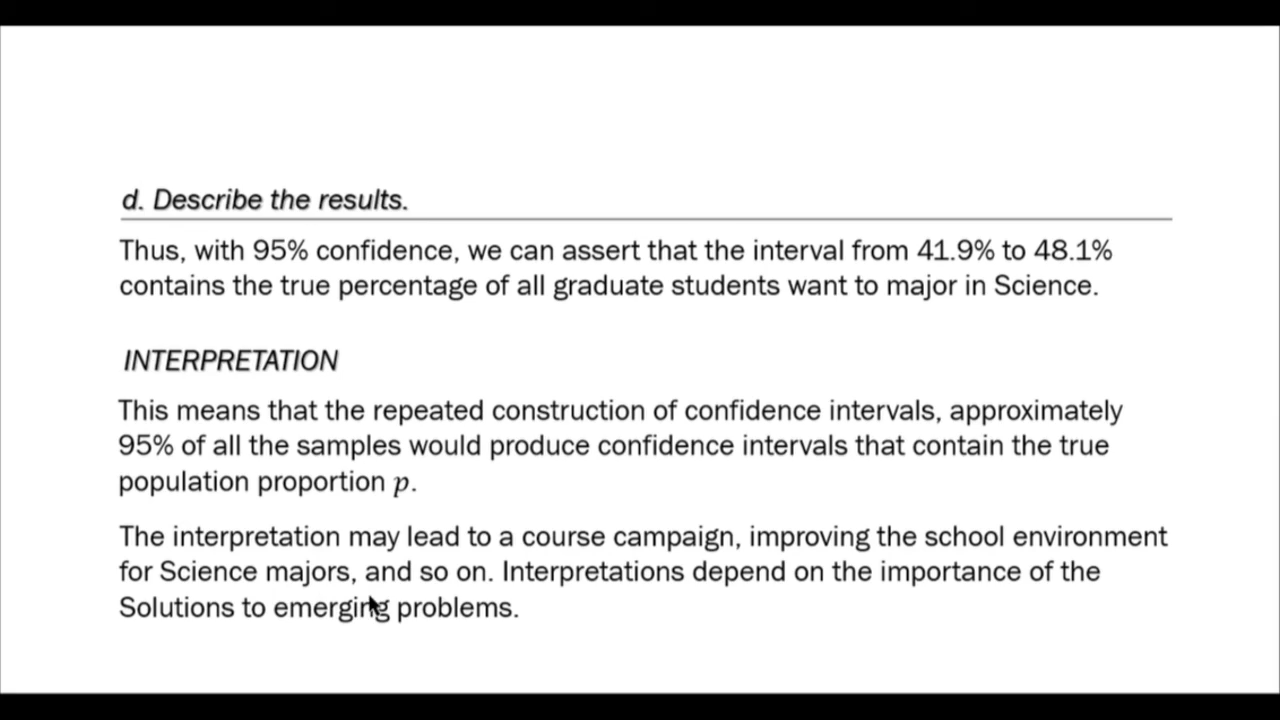 d. Describe the results.
Thus, with 95% confidence, we can assert that the interval from 41.9% to 48.1%
contains the true percentage of all graduate students want to major in Science.
INTERPRETATION
This means that the repeated construction of confidence intervals, approximately
95% of all the samples would produce confidence intervals that contain the true
population proportion p.
The interpretation may lead to a course campaign, improving the school environment
for Science majors, and so on. Interpretations depend on the importance of the
Solutions to emerging problems.